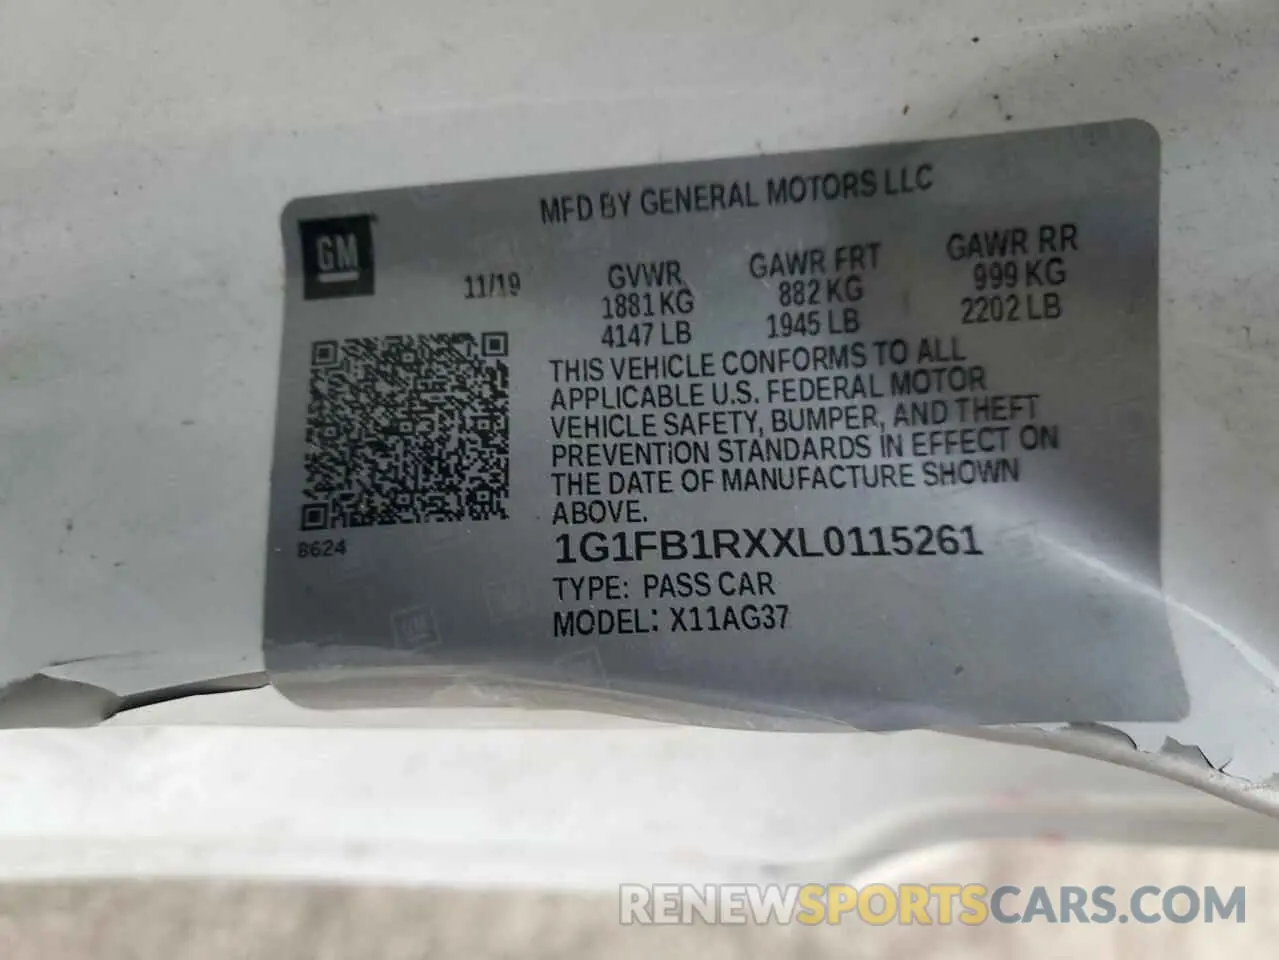 MFD BY GENERAL MOTORS LLC
GM
11/19
GVWR
1881 KG
4147 LB
GAWR FRT
882 KG
1945 LB
GAWR RR
999 KG
2202 LB
THIS VEHICLE CONFORMS TO ALL
APPLICABLE U.S. FEDERAL MOTOR
VEHICLE SAFETY, BUMPER, AND THEFT
PREVENTION STANDARDS IN EFFECT ON
THE DATE OF MANUFACTURE SHOWN
ABOVE.
8624
1G1FB1RXXL0115261
TYPE: PASS CAR
MODEL: X11AG37
RENEWSPORTSCARS.COM